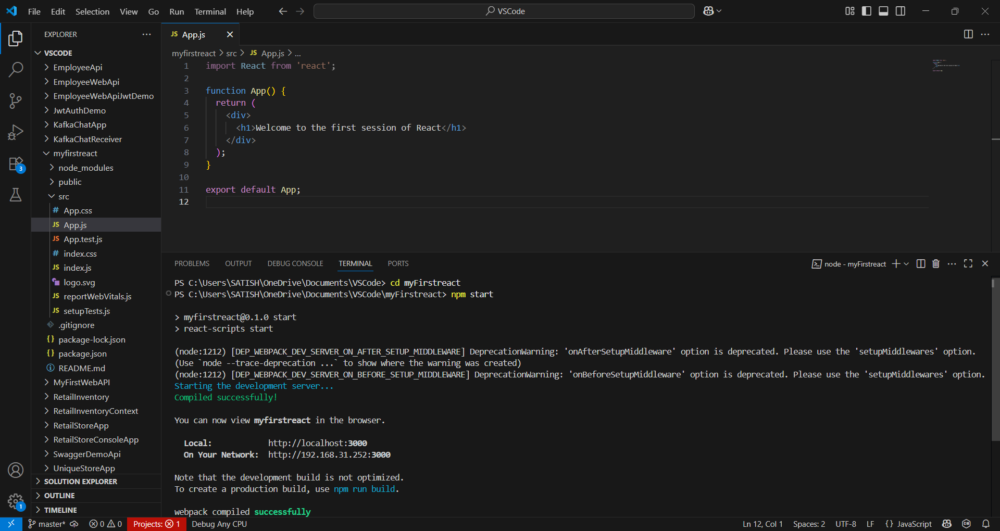 File Edit Selection View Go Run Terminal Help
VSCode
EXPLORER
VSCODE
EmployeeApi
EmployeeWebApi
EmployeeWebApiJwtDemo
JwtAuthDemo
KafkaChatApp
KafkaChatReceiver
myfirstreact
node_modules
public
src
# App.css
JS App.js
JS App.test.js
# index.css
JS index.js
logo.svg
JS reportWebVitals.js
JS setupTests.js
.gitignore
{} package-lock.json
{} package.json
README.md
MyFirstWebAPI
RetailInventory
RetailInventoryContext
RetailStoreApp
RetailStoreConsoleApp
SwaggerDemoApi
UniqueStoreApp
SOLUTION EXPLORER
OUTLINE
TIMELINE
3
1
JS App.js
myfirstreact > src > JS App.js > ...
1 import React from 'react';
2
3 function App() {
4 return (
5 <div>
6 <h1>Welcome to the first session of React</h1>
7 </div>
8 );
9 }
10
11 export default App;
12
PROBLEMS OUTPUT DEBUG CONSOLE TERMINAL PORTS
node - myFirstreact
PS C:\Users\SATISH\OneDrive\Documents\VSCode> cd myFirstreact
PS C:\Users\SATISH\OneDrive\Documents\VSCode\myFirstreact> npm start
> myfirstreact@0.1.0 start
> react-scripts start
(node:1212) [DEP_WEBPACK_DEV_SERVER_ON_AFTER_SETUP_MIDDLEWARE] DeprecationWarning: 'onAfterSetupMiddleware' option is deprecated. Please use the 'setupMiddlewares' option.
(Use `node --trace-deprecation ...` to show where the warning was created)
(node:1212) [DEP_WEBPACK_DEV_SERVER_ON_BEFORE_SETUP_MIDDLEWARE] DeprecationWarning: 'onBeforeSetupMiddleware' option is deprecated. Please use the 'setupMiddlewares' option.
Starting the development server...
Compiled successfully!
You can now view myfirstreact in the browser.
Local: http://localhost:3000
On Your Network: http://192.168.31.252:3000
Note that the development build is not optimized.
To create a production build, use npm run build.
webpack compiled successfully
master* 0 0 Projects: 1 Debug Any CPU
Ln 12, Col 1 Spaces: 2 UTF-8 LF {} JavaScript